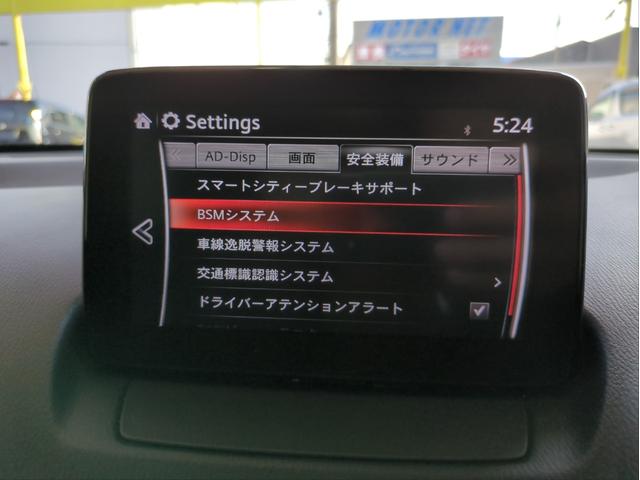 MOTOR NET
Settings
5:24
AD-Disp 画面 安全装備 サウンド
スマートシティーブレーキサポート
BSMシステム
車線逸脱警報システム
交通標識認識システム
ドライバーアテンションアラート